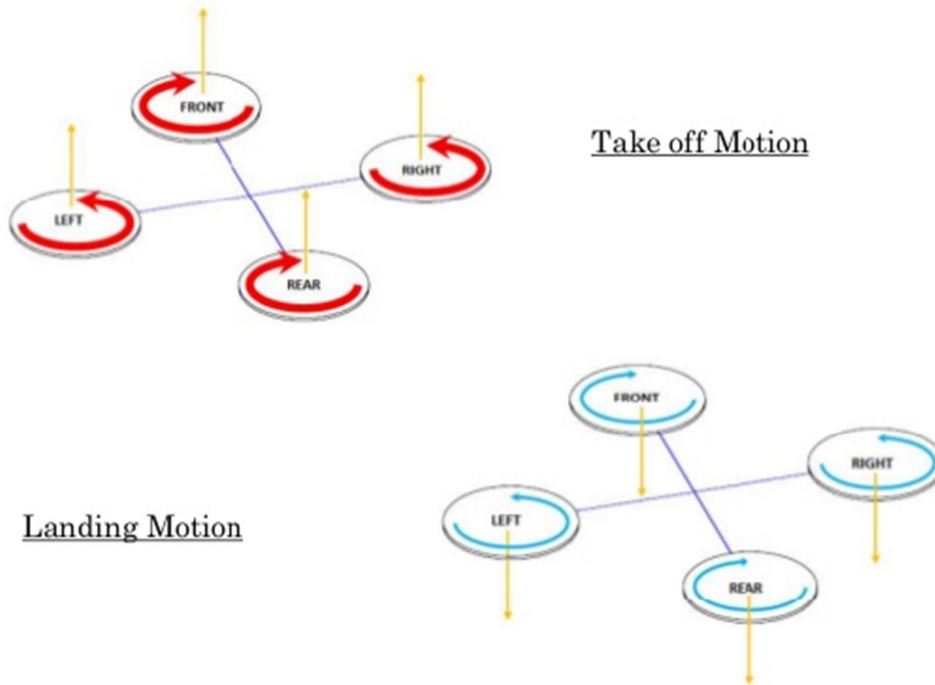 FRONT
Take off Motion
RIGHT
LEFT
REAR
FRONT
RIGHT
Landing Motion
LEFT
REAR